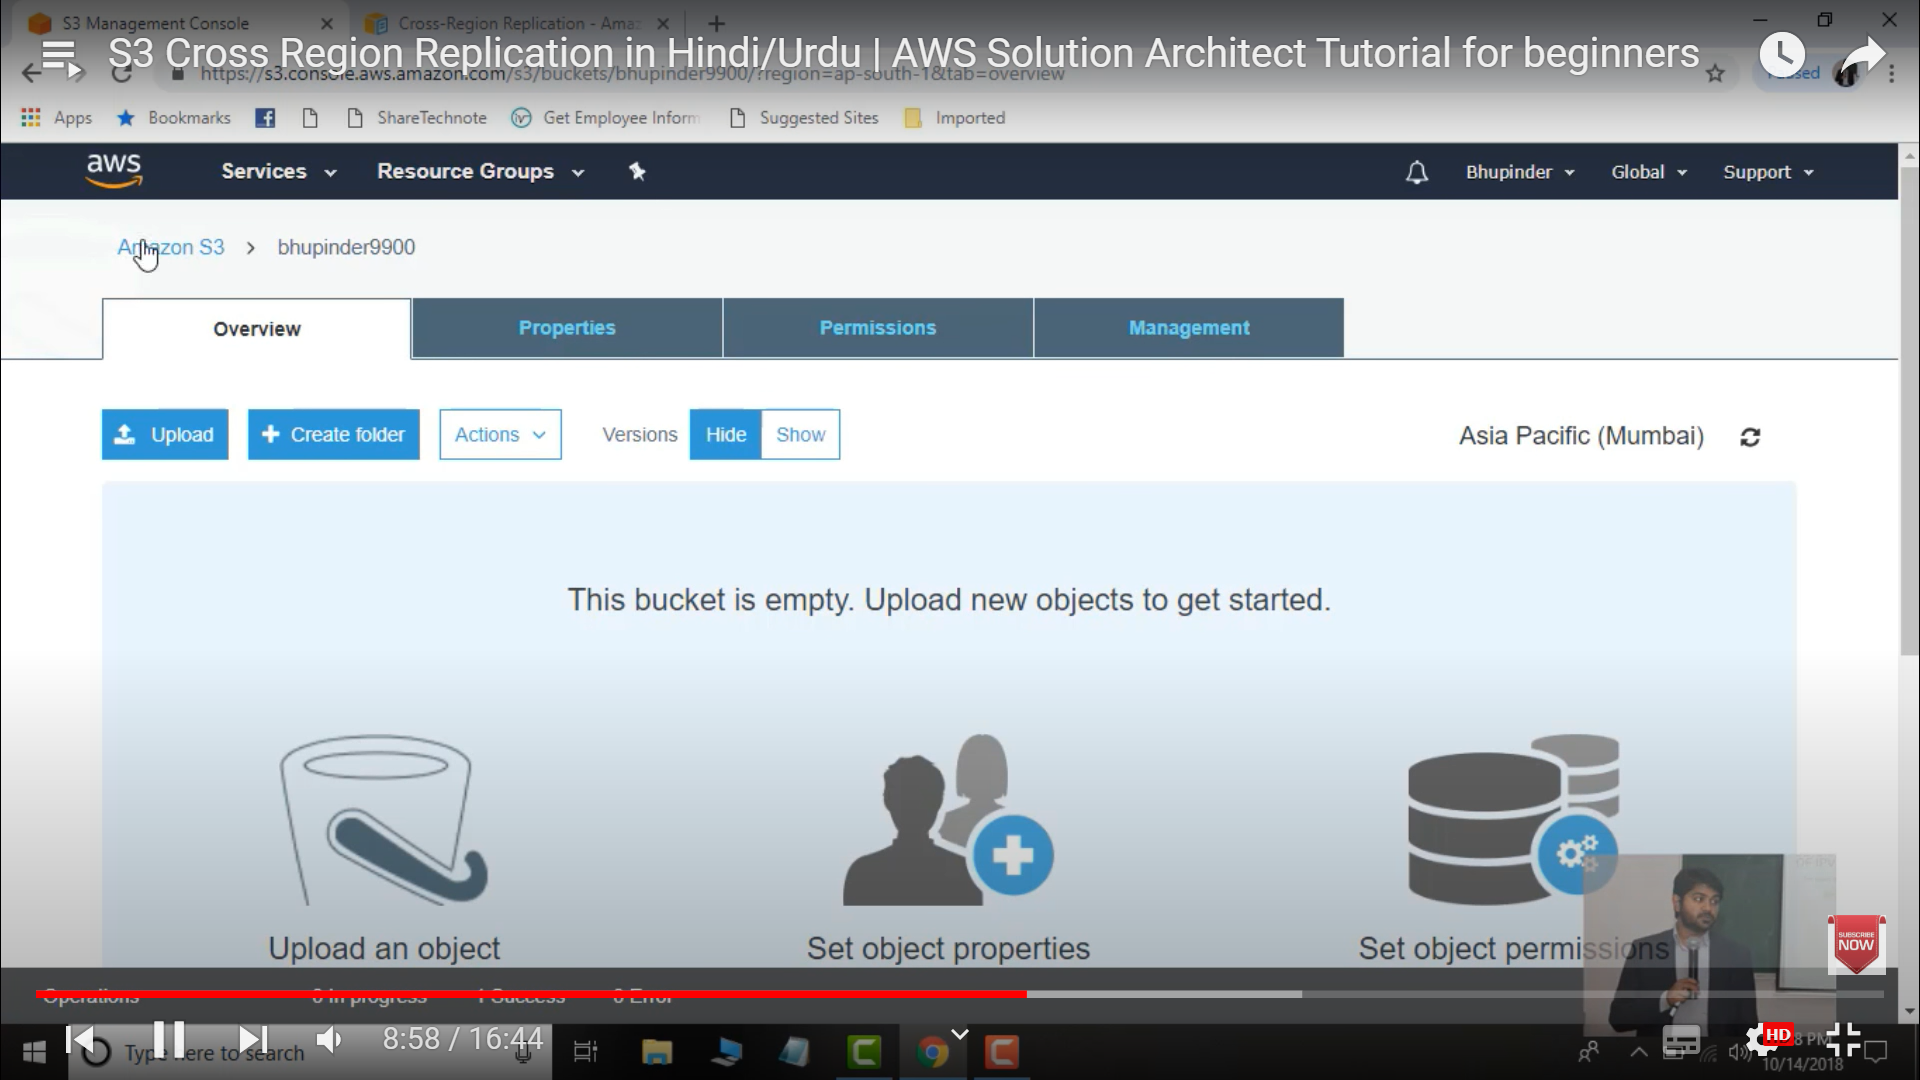 S3 Management Console
Cross-Region Replication - Ama
S3 Cross Region Replication in Hindi/Urdu | AWS Solution Architect Tutorial for beginners
https://s3.console.aws.amazon.com/s3/buckets/bhupinder9900/?region=ap-south-1&tab=overview
Apps Bookmarks ShareTechnote Get Employee Inform Suggested Sites Imported
aws Services Resource Groups Bhupinder Global Support
Amazon S3 > bhupinder9900
Overview Properties Permissions Management
Upload Create folder Actions Versions Hide Show Asia Pacific (Mumbai)
This bucket is empty. Upload new objects to get started.
Upload an object Set object properties Set object permissions
SUBSCRIBE
NOW
Operations 0 In progress 1 Success 0 Error
8:58 / 16:44
Type here to search
HD
PM
10/14/2018